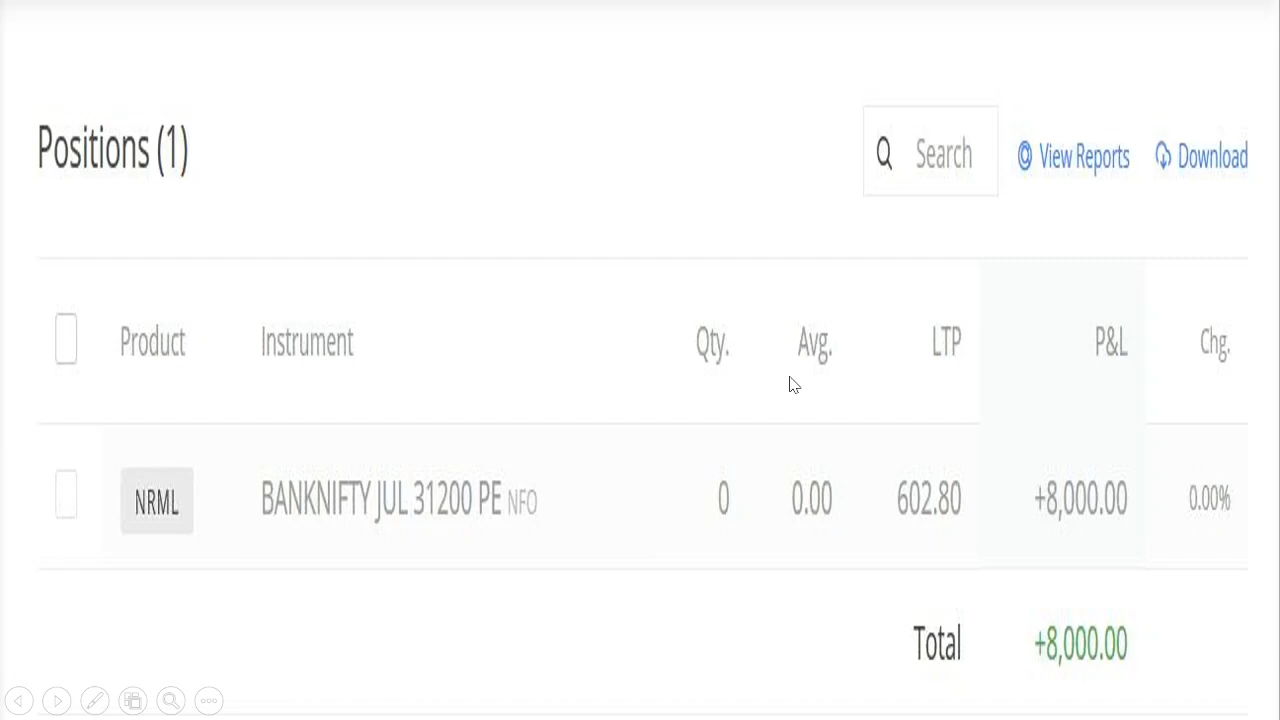 Positions (1) Search View Reports Download
Product Instrument Qty. Avg. LTP P&L Chg.
NRML BANKNIFTY JUL 31200 PE NFO 0 0.00 602.80 +8,000.00 0.00%
Total +8,000.00